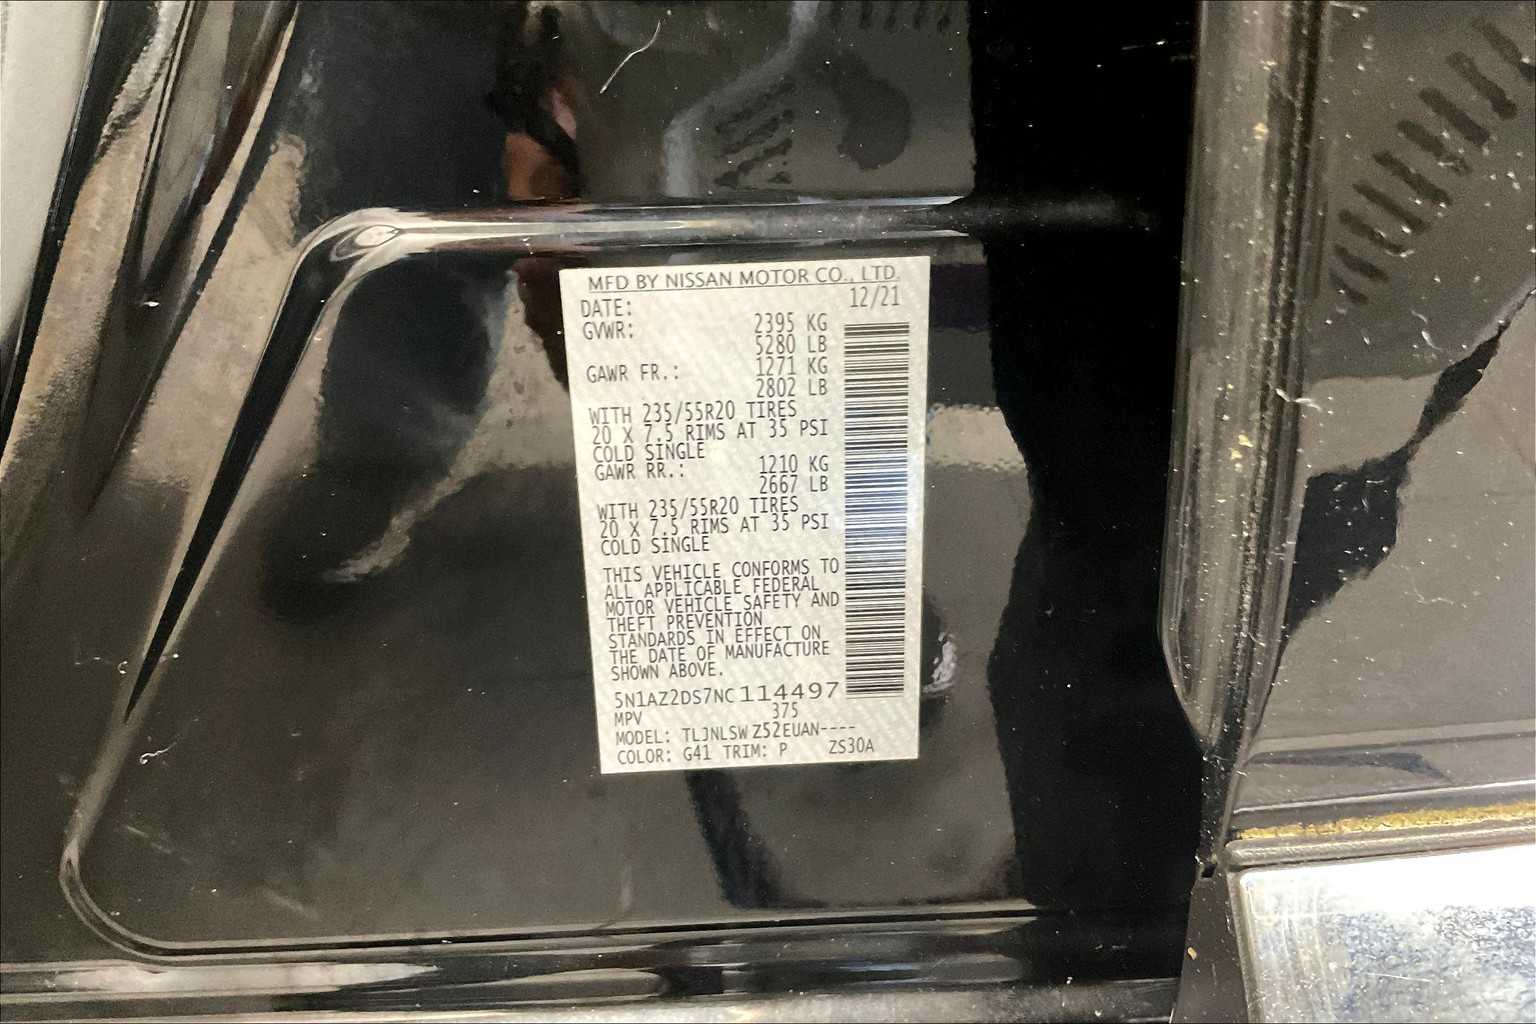 MFD BY NISSAN MOTOR CO., LTD.
DATE: 12/21
GVWR: 2395 KG
5280 LB
GAWR FR.: 1271 KG
2802 LB
WITH 235/55R20 TIRES
20 X 7.5 RIMS AT 35 PSI
COLD SINGLE
GAWR RR.: 1210 KG
2667 LB
WITH 235/55R20 TIRES
20 X 7.5 RIMS AT 35 PSI
COLD SINGLE
THIS VEHICLE CONFORMS TO
ALL APPLICABLE FEDERAL
MOTOR VEHICLE SAFETY AND
THEFT PREVENTION
STANDARDS IN EFFECT ON
THE DATE OF MANUFACTURE
SHOWN ABOVE.
5N1AZ2DS7NC114497
MPV 375
MODEL: TLJNLSWZ52EUAN----
COLOR: G41 TRIM: P ZS30A